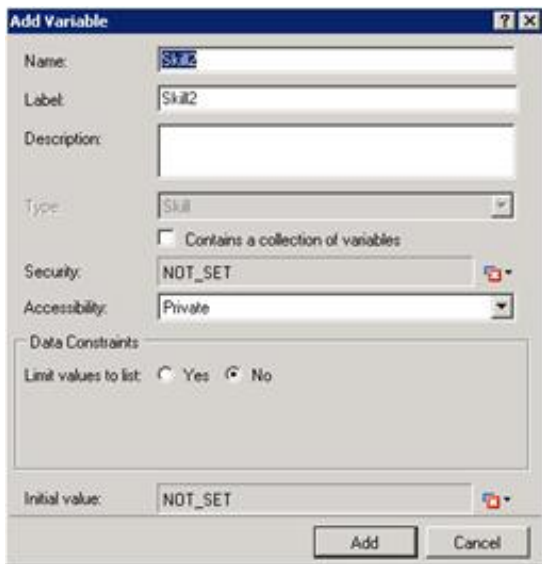 Add Variable
Name: Skill2
Label: Skill2
Description:
Type: Skill
Contains a collection of variables
Security: NOT_SET
Accessibility: Private
Data Constraints
Limit values to list: Yes No
Initial value: NOT_SET
Add Cancel